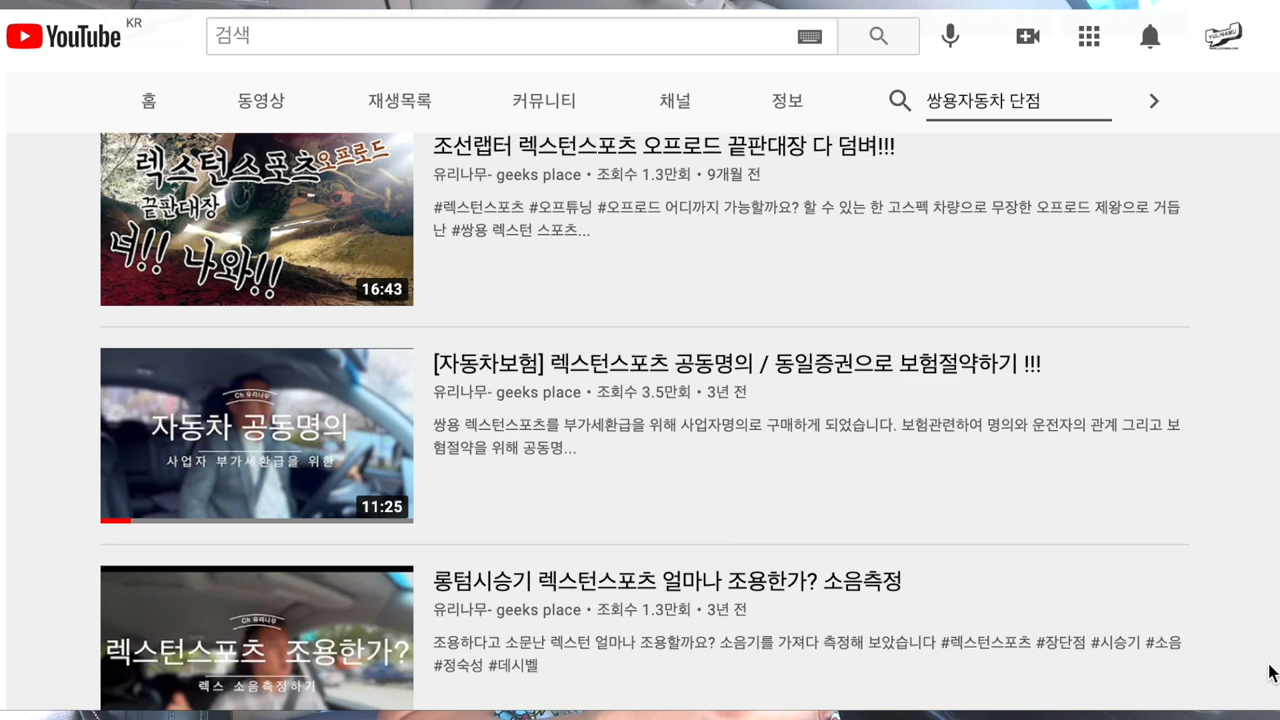 YouTube KR
검색
YULINAMU
홈 동영상 재생목록 커뮤니티 채널 정보 쌍용자동차 단점
렉스턴스포츠 오프로드
끝판대장
너!! 나와!!
16:43
조선랩터 렉스턴스포츠 오프로드 끝판대장 다 덤벼!!!
유리나무- geeks place • 조회수 1.3만회 • 9개월 전
#렉스턴스포츠 #오프튜닝 #오프로드 어디까지 가능할까요? 할 수 있는 한 고스펙 차량으로 무장한 오프로드 제왕으로 거듭
난 #쌍용 렉스턴 스포츠...
Ch 유리나무
자동차 공동명의
사업자 부가세환급을 위한
11:25
[자동차보험] 렉스턴스포츠 공동명의 / 동일증권으로 보험절약하기 !!!
유리나무- geeks place • 조회수 3.5만회 • 3년 전
쌍용 렉스턴스포츠를 부가세환급을 위해 사업자명의로 구매하게 되었습니다. 보험관련하여 명의와 운전자의 관계 그리고 보
험절약을 위해 공동명...
Ch 유리나무
렉스턴스포츠 조용한가?
렉스 소음측정하기
롱텀시승기 렉스턴스포츠 얼마나 조용한가? 소음측정
유리나무- geeks place • 조회수 1.3만회 • 3년 전
조용하다고 소문난 렉스턴 얼마나 조용할까요? 소음기를 가져다 측정해 보았습니다 #렉스턴스포츠 #장단점 #시승기 #소음
#정숙성 #데시벨